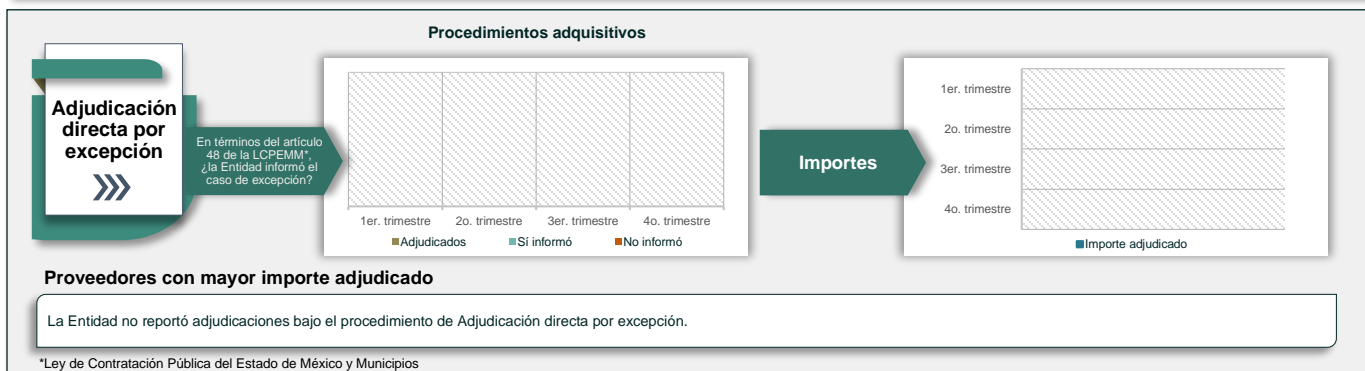 Procedimientos adquisitivos
Adjudicación
directa por
excepción
En términos del artículo
48 de la LCPEMM*,
¿la Entidad informó el
caso de excepción?
1er. trimestre 2o. trimestre 3er. trimestre 4o. trimestre
Adjudicados Sí informó No informó
Importes
1er. trimestre
2o. trimestre
3er. trimestre
4o. trimestre
Importe adjudicado
Proveedores con mayor importe adjudicado
La Entidad no reportó adjudicaciones bajo el procedimiento de Adjudicación directa por excepción.
*Ley de Contratación Pública del Estado de México y Municipios